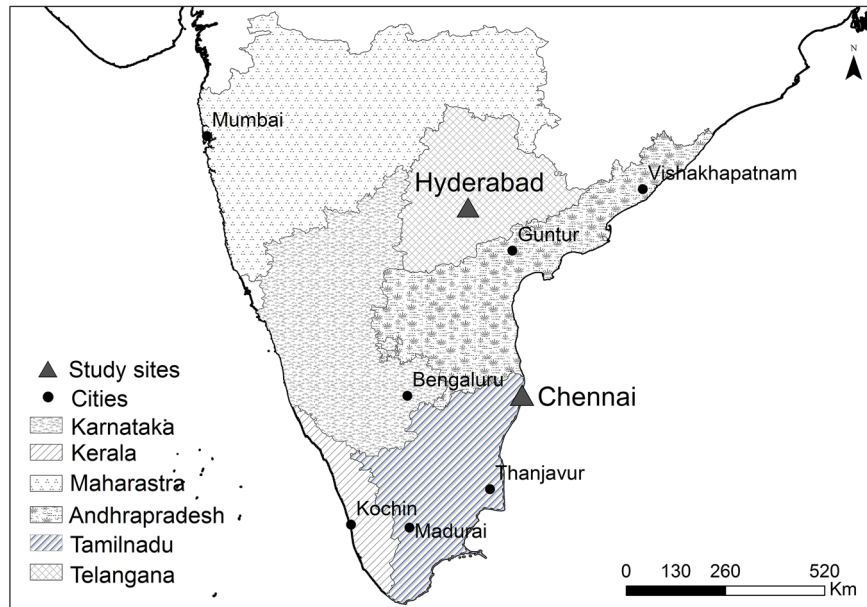 N
Mumbai
Vishakhapatnam
Hyderabad
Guntur
Study sites
Bengaluru
Cities
Chennai
Karnataka
Kerala
Maharastra
Thanjavur
Andhrapradesh
Kochin
Madurai
Tamilnadu
Telangana
0 130 260 520
Km